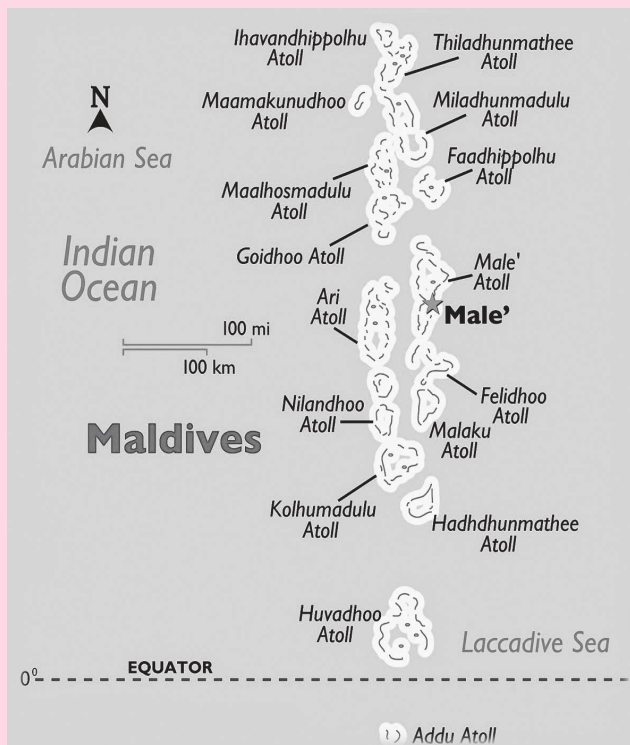 Ihavandhippolhu
Atoll
Thiladhunmathee
Atoll
N
Maamakunudhoo
Atoll
Miladhunmadulu
Atoll
Arabian Sea
Faadhippolhu
Atoll
Maalhosmadulu
Atoll
Goidhoo Atoll
Indian
Ocean
Male'
Atoll
Ari
Atoll
Male'
100 mi
100 km
Felidhoo
Atoll
Nilandhoo
Atoll
Malaku
Atoll
Maldives
Kolhumadulu
Atoll
Hadhdhunmathee
Atoll
Huvadhoo
Atoll
Laccadive Sea
EQUATOR
0⁰
Addu Atoll